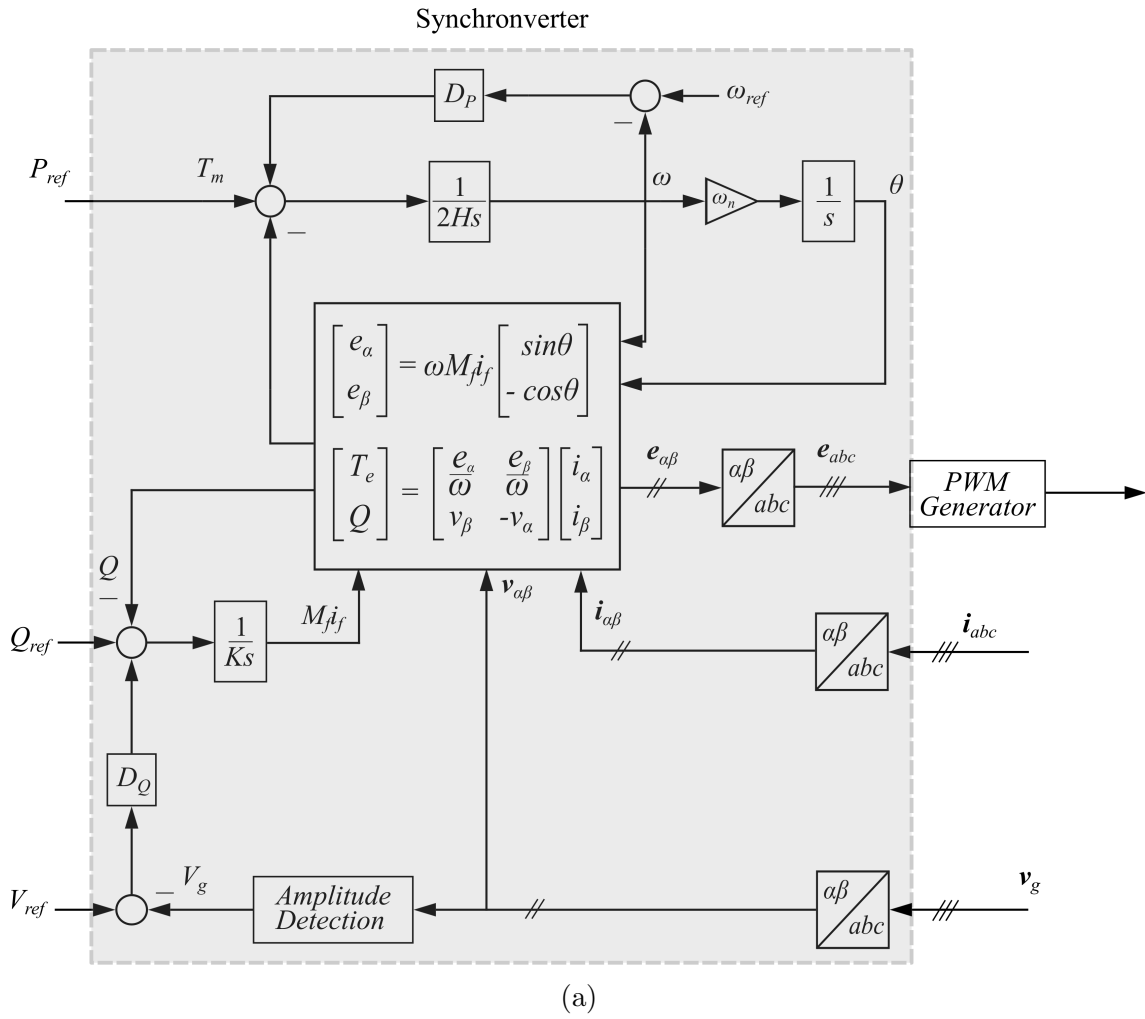 Synchronverter
D_P
ω_ref
−
P_ref
T_m
1/2Hs
ω
ω_n
1/s
θ
−
[e_α e_β] = ωM_f i_f [sinθ -cosθ]
[T_e Q] = [e_α/ω e_β/ω v_β -v_α] [i_α i_β]
e_αβ
αβ
abc
e_abc
PWM
Generator
Q
−
v_αβ
Q_ref
1/Ks
M_f i_f
i_αβ
αβ
abc
i_abc
D_Q
V_ref
− V_g
Amplitude
Detection
αβ
abc
v_g
(a)